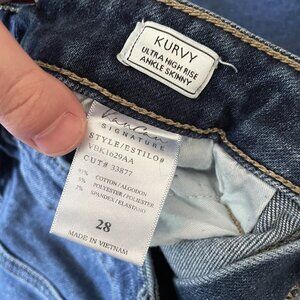 KURVY
ULTRA HIGH RISE
ANKLE SKINNY
SIGNATURE
STYLE/ESTILO#
VBK1629AA
CUT# 33877
COTTON/ALGODON
POLYESTER/POLIESTER
SPANDEX/ELASTANO
28
MADE IN VIETNAM